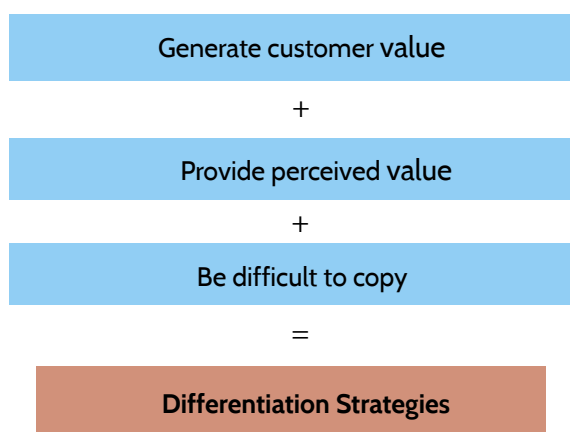 Generate customer value
+
Provide perceived value
+
Be difficult to copy
=
Differentiation Strategies